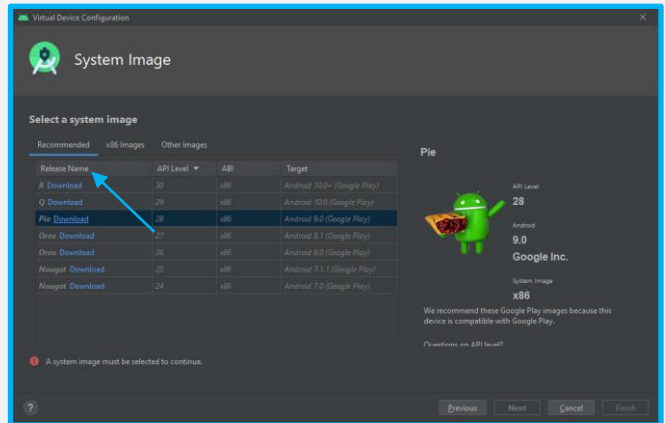 Virtual Device Configuration
System Image
Select a system image
Recommended x86 Images Other Images
Release Name API Level ABI Target
R Download 30 x86 Android 10.0+ (Google Play)
Q Download 29 x86 Android 10.0 (Google Play)
Pie Download 28 x86 Android 9.0 (Google Play)
Oreo Download 27 x86 Android 8.1 (Google Play)
Oreo Download 26 x86 Android 8.0 (Google Play)
Nougat Download 25 x86 Android 7.1.1 (Google Play)
Nougat Download 24 x86 Android 7.0 (Google Play)
A system image must be selected to continue.
Pie
API Level
28
Android
9.0
Google Inc.
System Image
x86
We recommend these Google Play images because this
device is compatible with Google Play.
Questions on API level?
? Previous Next Cancel Finish